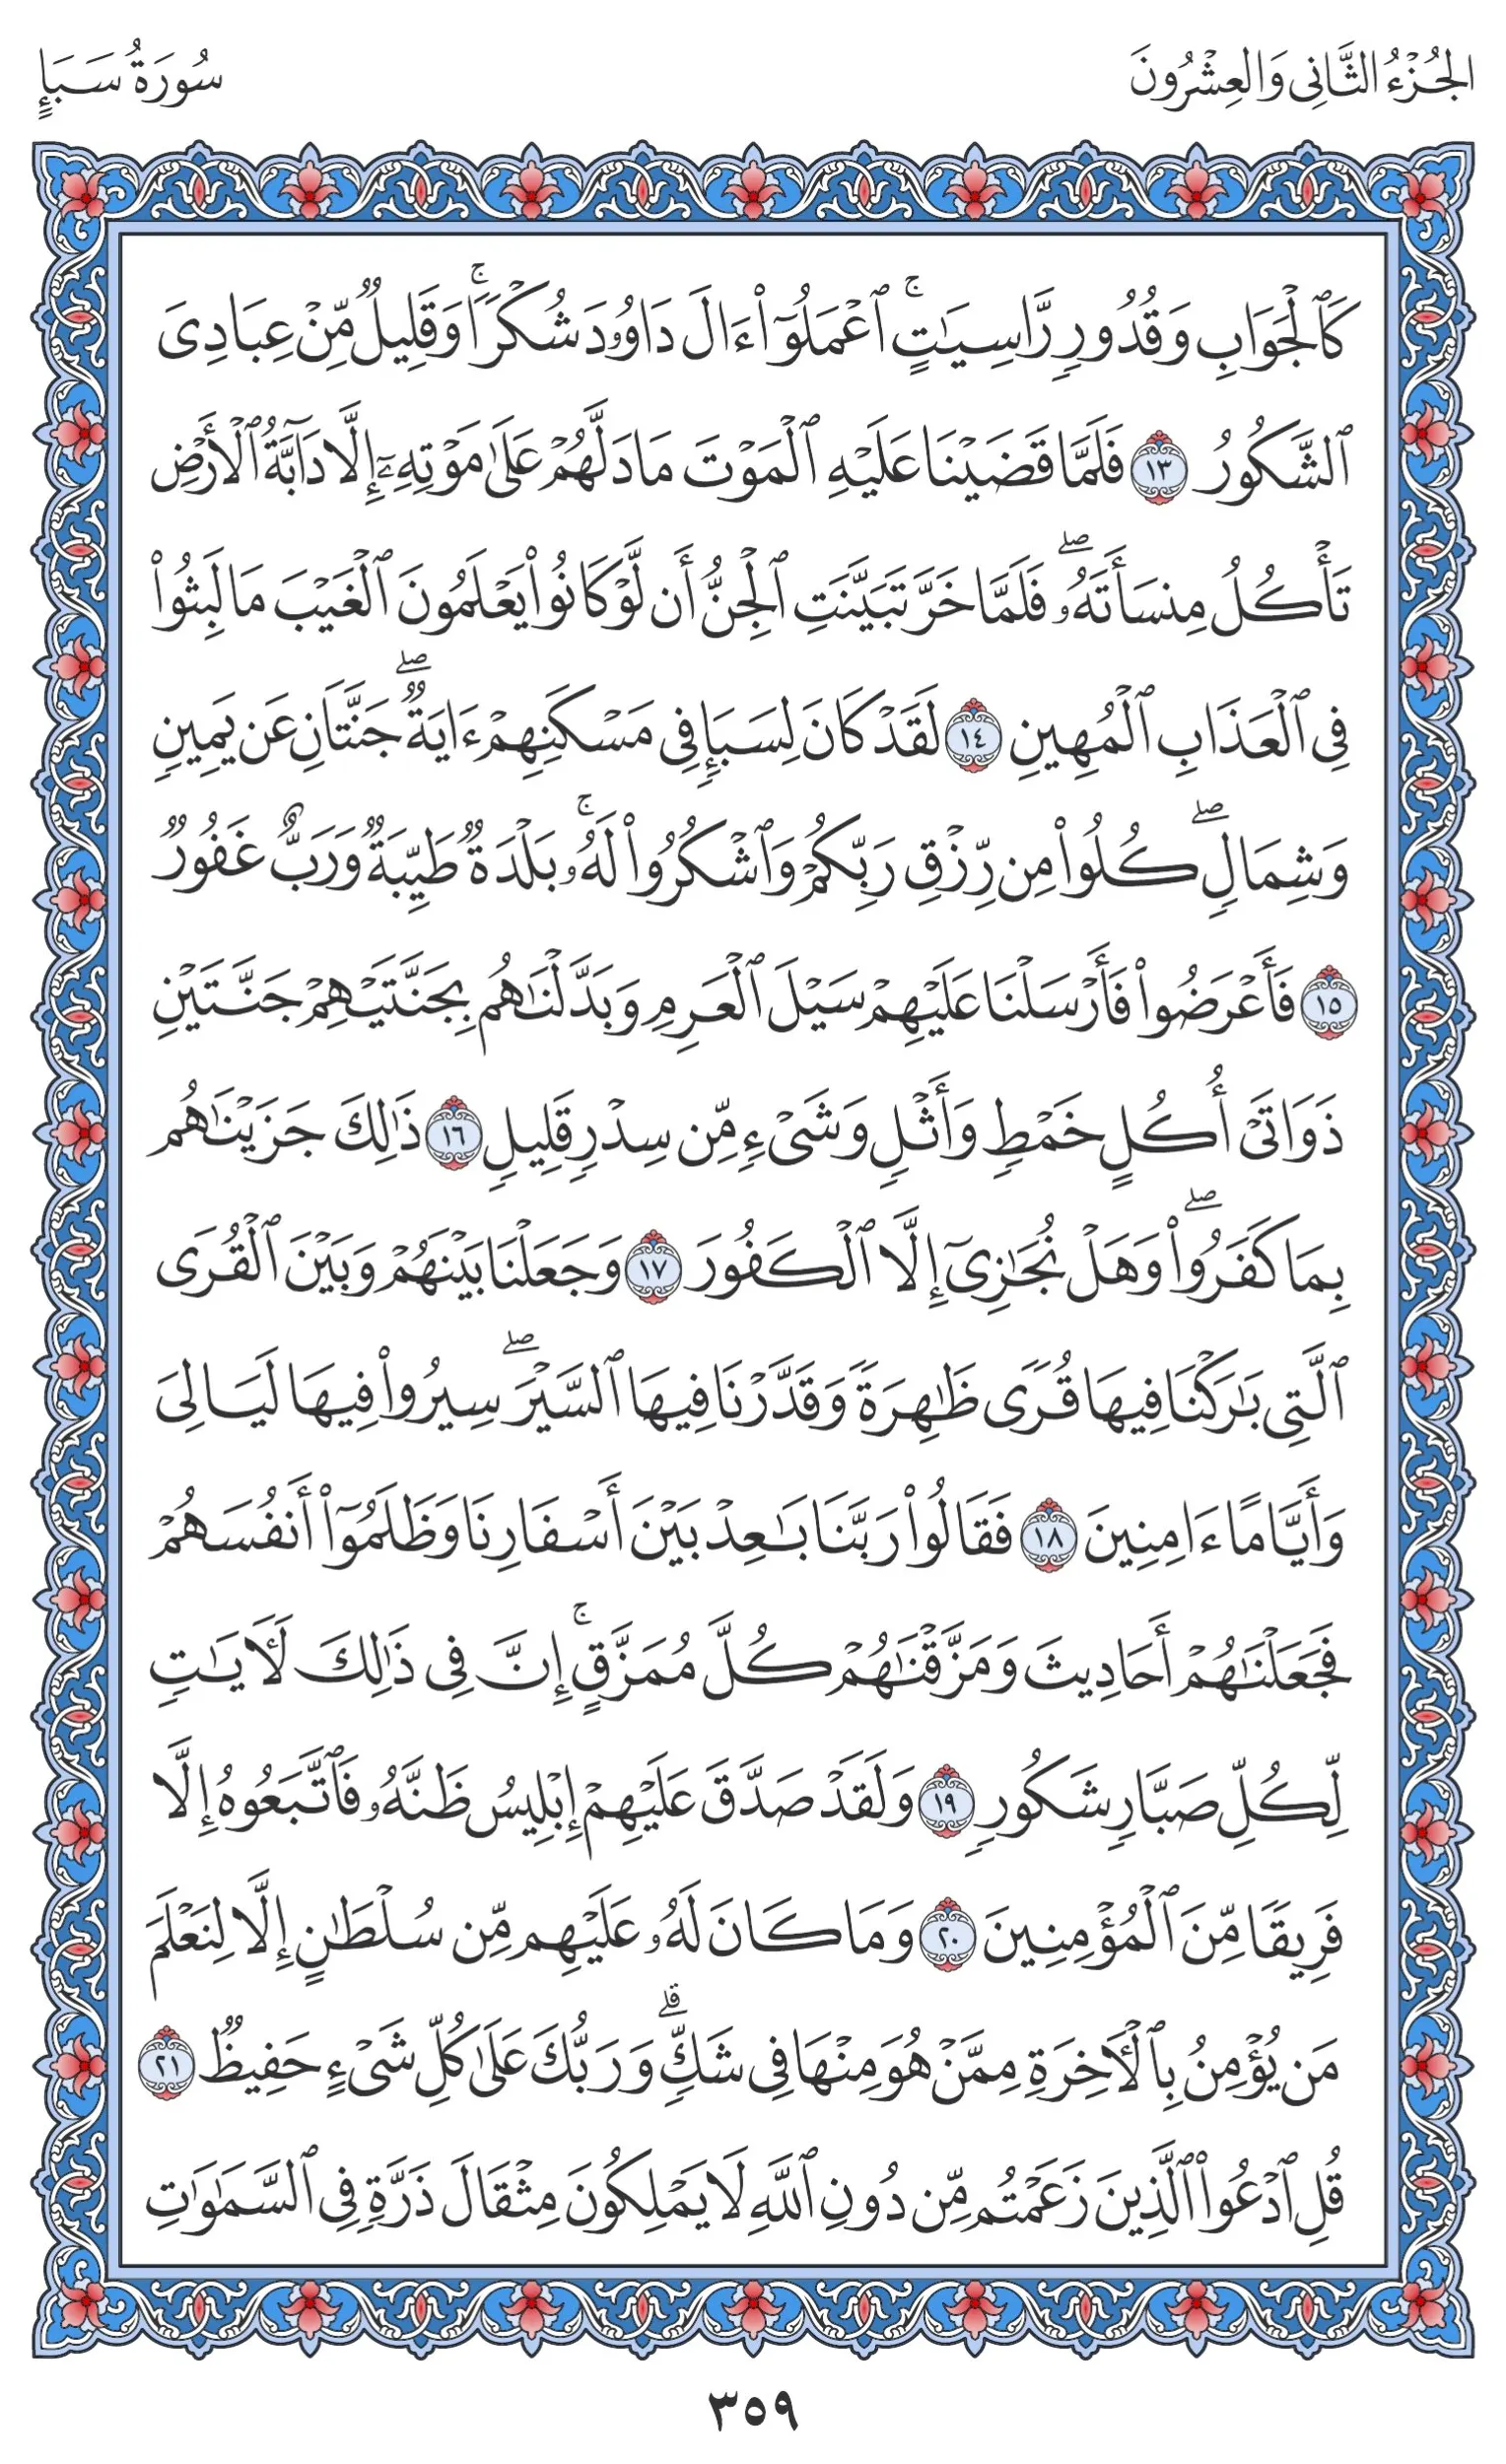 الجُزْءُ الثَّانِي وَالعِشْرُونَ
سُورَةُ سَبَإٍ
كَٱلْجَوَابِ وَقُدُورٍ رَّاسِيَٰتٍ ۚ ٱعْمَلُوٓا۟ ءَالَ دَاوُۥدَ شُكْرًا ۚ وَقَلِيلٌ مِّنْ عِبَادِىَ
ٱلشَّكُورُ ١٣ فَلَمَّا قَضَيْنَا عَلَيْهِ ٱلْمَوْتَ مَا دَلَّهُمْ عَلَىٰ مَوْتِهِۦٓ إِلَّا دَآبَّةُ ٱلْأَرْضِ
تَأْكُلُ مِنسَأَتَهُۥ ۖ فَلَمَّا خَرَّ تَبَيَّنَتِ ٱلْجِنُّ أَن لَّوْ كَانُوا۟ يَعْلَمُونَ ٱلْغَيْبَ مَا لَبِثُوا۟
فِى ٱلْعَذَابِ ٱلْمُهِينِ ١٤ لَقَدْ كَانَ لِسَبَإٍ فِى مَسْكَنِهِمْ ءَايَةٌ ۖ جَنَّتَانِ عَن يَمِينٍ
وَشِمَالٍ ۖ كُلُوا۟ مِن رِّزْقِ رَبِّكُمْ وَٱشْكُرُوا۟ لَهُۥ ۚ بَلْدَةٌ طَيِّبَةٌ وَرَبٌّ غَفُورٌ
١٥ فَأَعْرَضُوا۟ فَأَرْسَلْنَا عَلَيْهِمْ سَيْلَ ٱلْعَرِمِ وَبَدَّلْنَٰهُم بِجَنَّتَيْهِمْ جَنَّتَيْنِ
ذَوَاتَىْ أُكُلٍ خَمْطٍ وَأَثْلٍ وَشَىْءٍ مِّن سِدْرٍ قَلِيلٍ ١٦ ذَٰلِكَ جَزَيْنَٰهُم
بِمَا كَفَرُوا۟ ۖ وَهَلْ نُجَٰزِىٓ إِلَّا ٱلْكَفُورَ ١٧ وَجَعَلْنَا بَيْنَهُمْ وَبَيْنَ ٱلْقُرَى
ٱلَّتِى بَٰرَكْنَا فِيهَا قُرًى ظَٰهِرَةً وَقَدَّرْنَا فِيهَا ٱلسَّيْرَ ۖ سِيرُوا۟ فِيهَا لَيَالِىَ
وَأَيَّامًا ءَامِنِينَ ١٨ فَقَالُوا۟ رَبَّنَا بَٰعِدْ بَيْنَ أَسْفَارِنَا وَظَلَمُوٓا۟ أَنفُسَهُمْ
فَجَعَلْنَٰهُمْ أَحَادِيثَ وَمَزَّقْنَٰهُمْ كُلَّ مُمَزَّقٍ ۚ إِنَّ فِى ذَٰلِكَ لَءَايَٰتٍ
لِّكُلِّ صَبَّارٍ شَكُورٍ ١٩ وَلَقَدْ صَدَّقَ عَلَيْهِمْ إِبْلِيسُ ظَنَّهُۥ فَٱتَّبَعُوهُ إِلَّا
فَرِيقًا مِّنَ ٱلْمُؤْمِنِينَ ٢٠ وَمَا كَانَ لَهُۥ عَلَيْهِم مِّن سُلْطَٰنٍ إِلَّا لِنَعْلَمَ
مَن يُؤْمِنُ بِٱلْءَاخِرَةِ مِمَّنْ هُوَ مِنْهَا فِى شَكٍّ ۗ وَرَبُّكَ عَلَىٰ كُلِّ شَىْءٍ حَفِيظٌ ٢١
قُلِ ٱدْعُوا۟ ٱلَّذِينَ زَعَمْتُم مِّن دُونِ ٱللَّهِ لَا يَمْلِكُونَ مِثْقَالَ ذَرَّةٍ فِى ٱلسَّمَٰوَٰتِ
٣٥٩